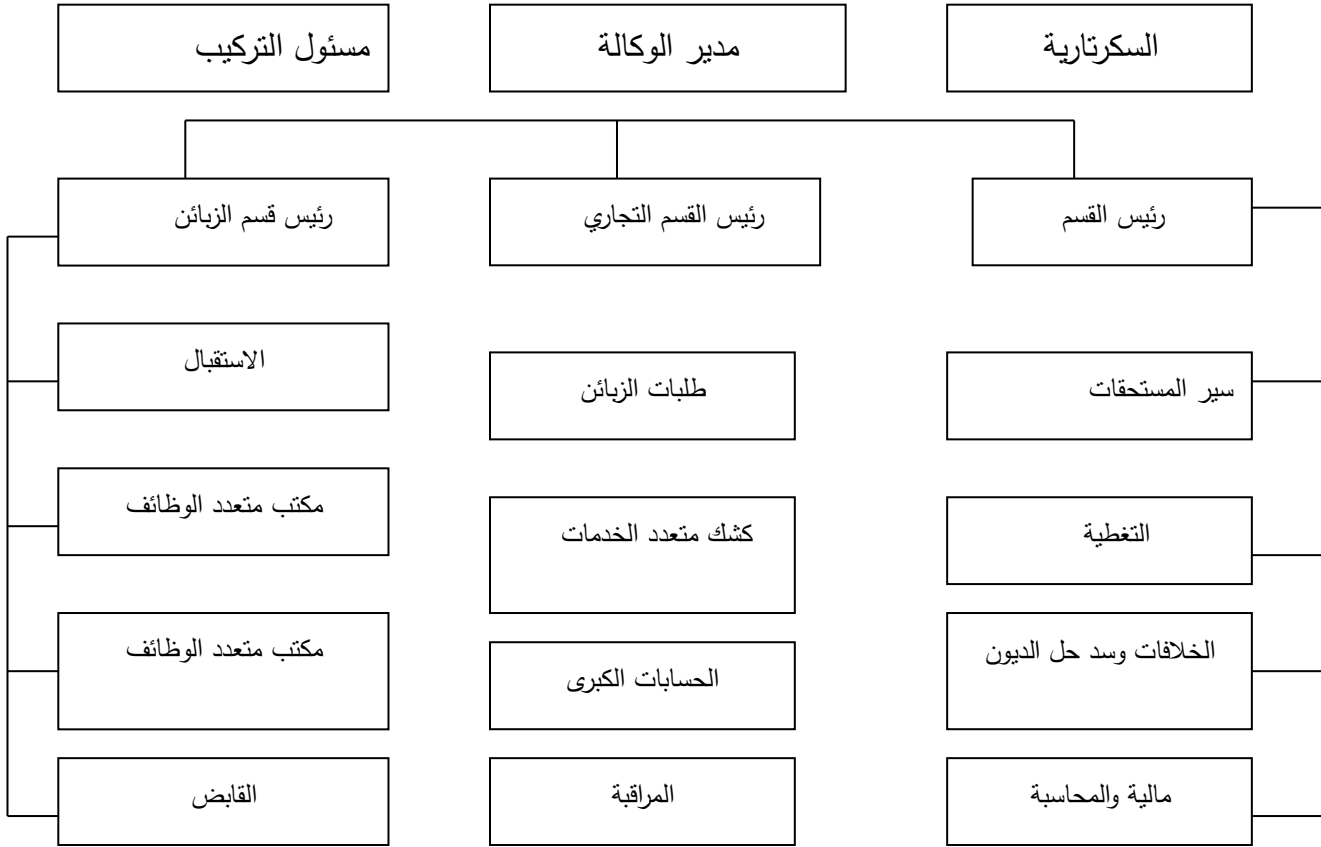 السكرتارية
مدير الوكالة
مسئول التركيب
رئيس القسم
رئيس القسم التجاري
رئيس قسم الزبائن
سير المستحقات
طلبات الزبائن
الاستقبال
التغطية
كشك متعدد الخدمات
مكتب متعدد الوظائف
الخلافات وسد حل الديون
الحسابات الكبرى
مكتب متعدد الوظائف
مالية والمحاسبة
المراقبة
القابض